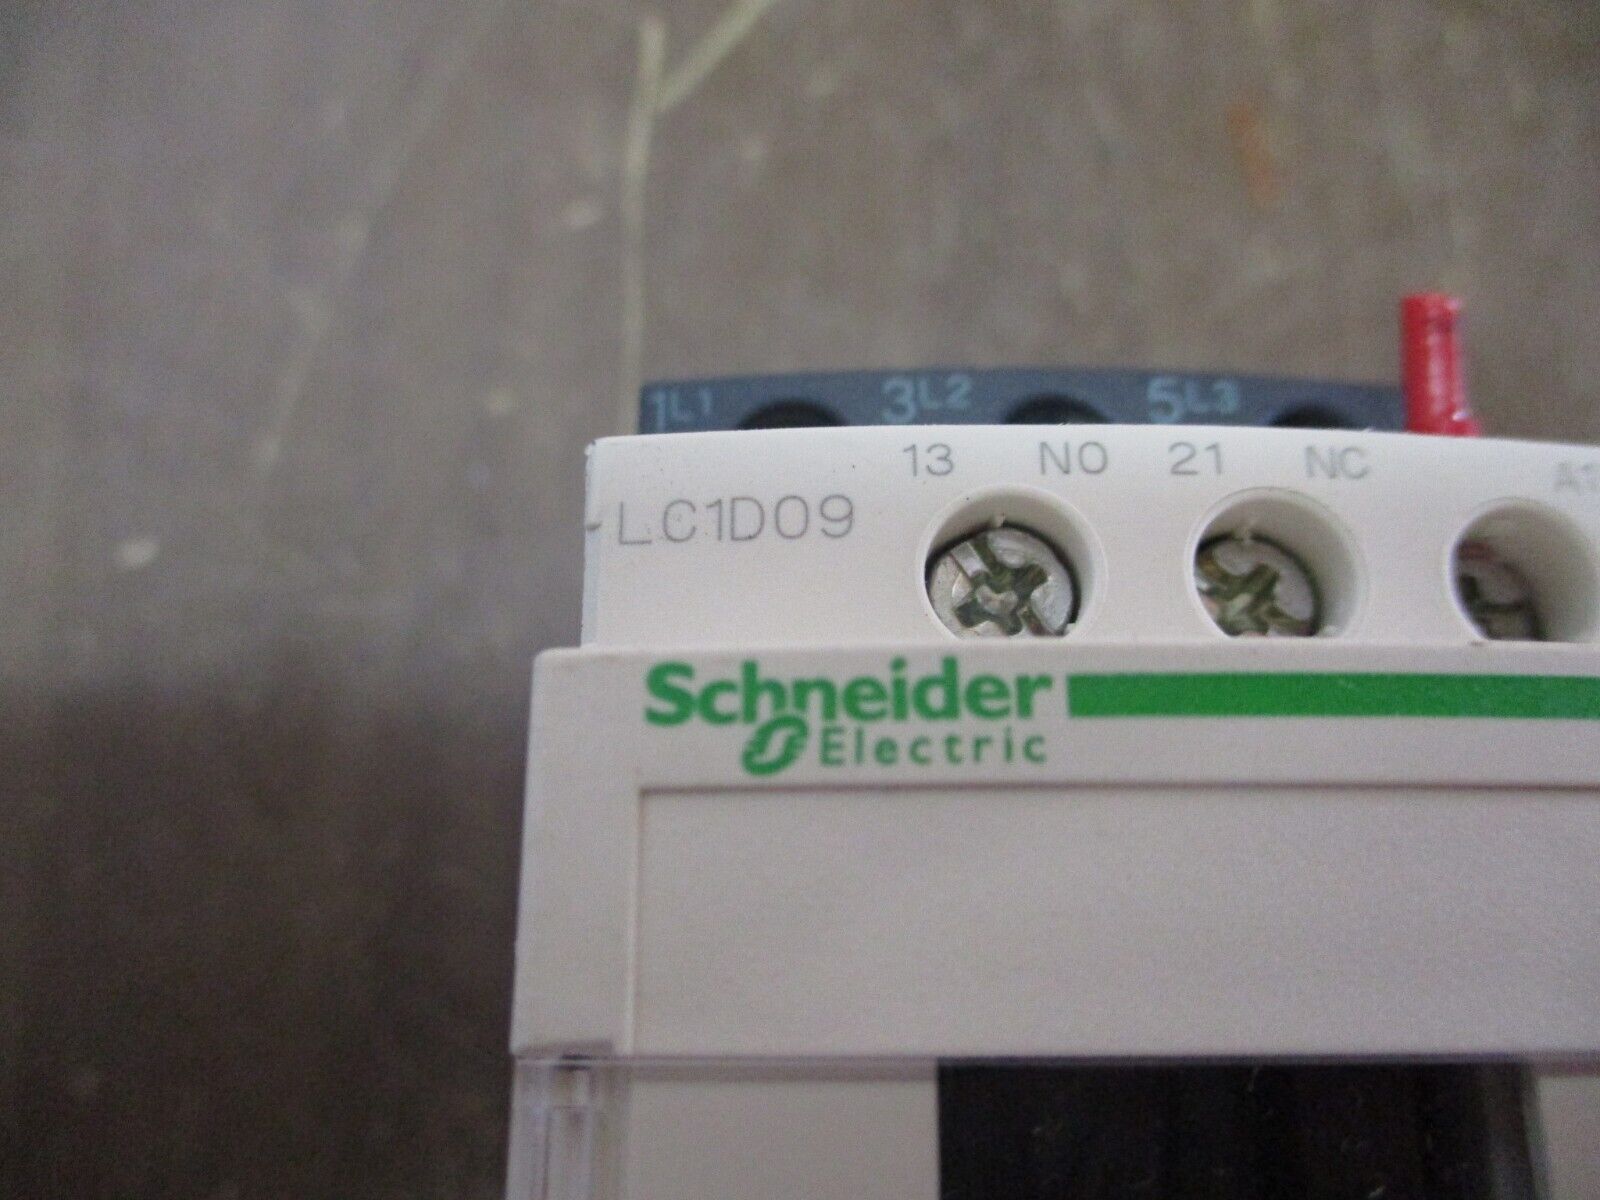 1L1 3L2 5L3
13 NO 21 NC
LC1D09
Schneider
Electric